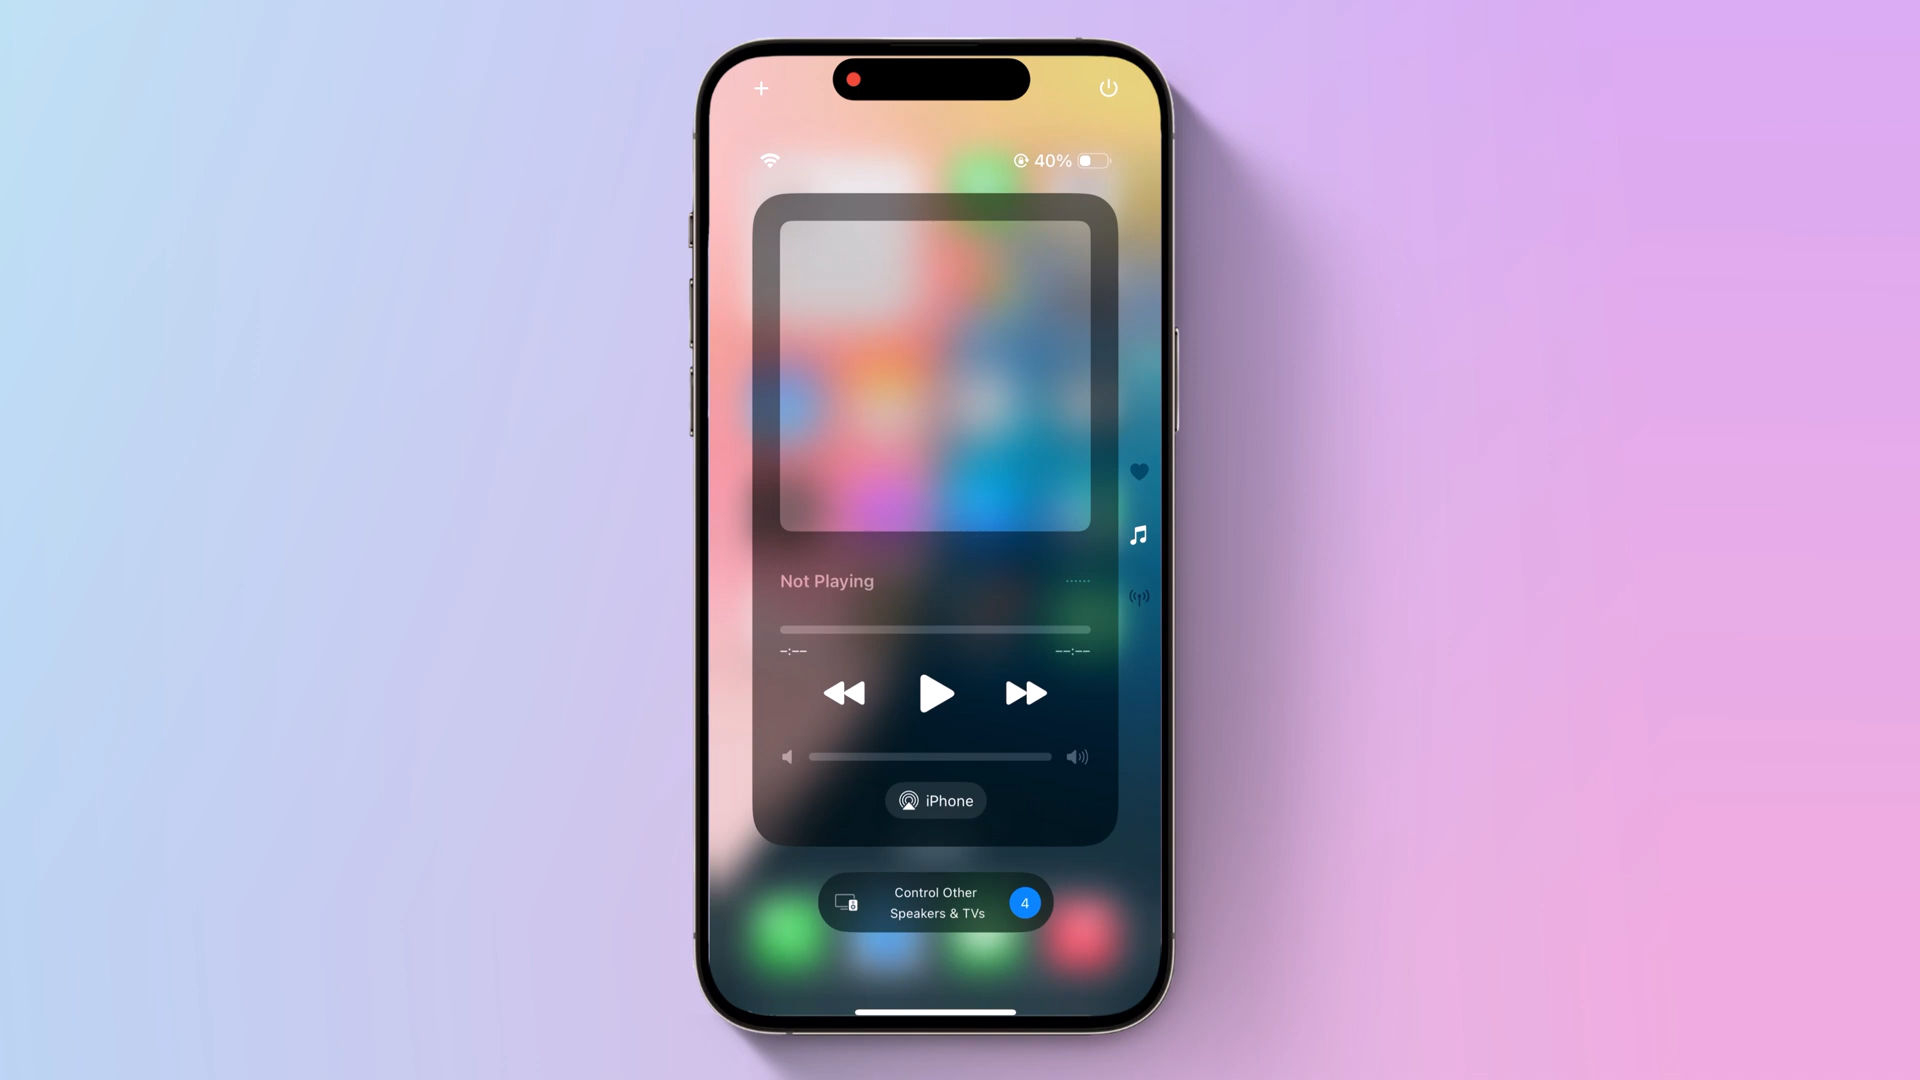 40%
Not Playing
-:-- --:--
iPhone
Control Other
Speakers & TVs
4